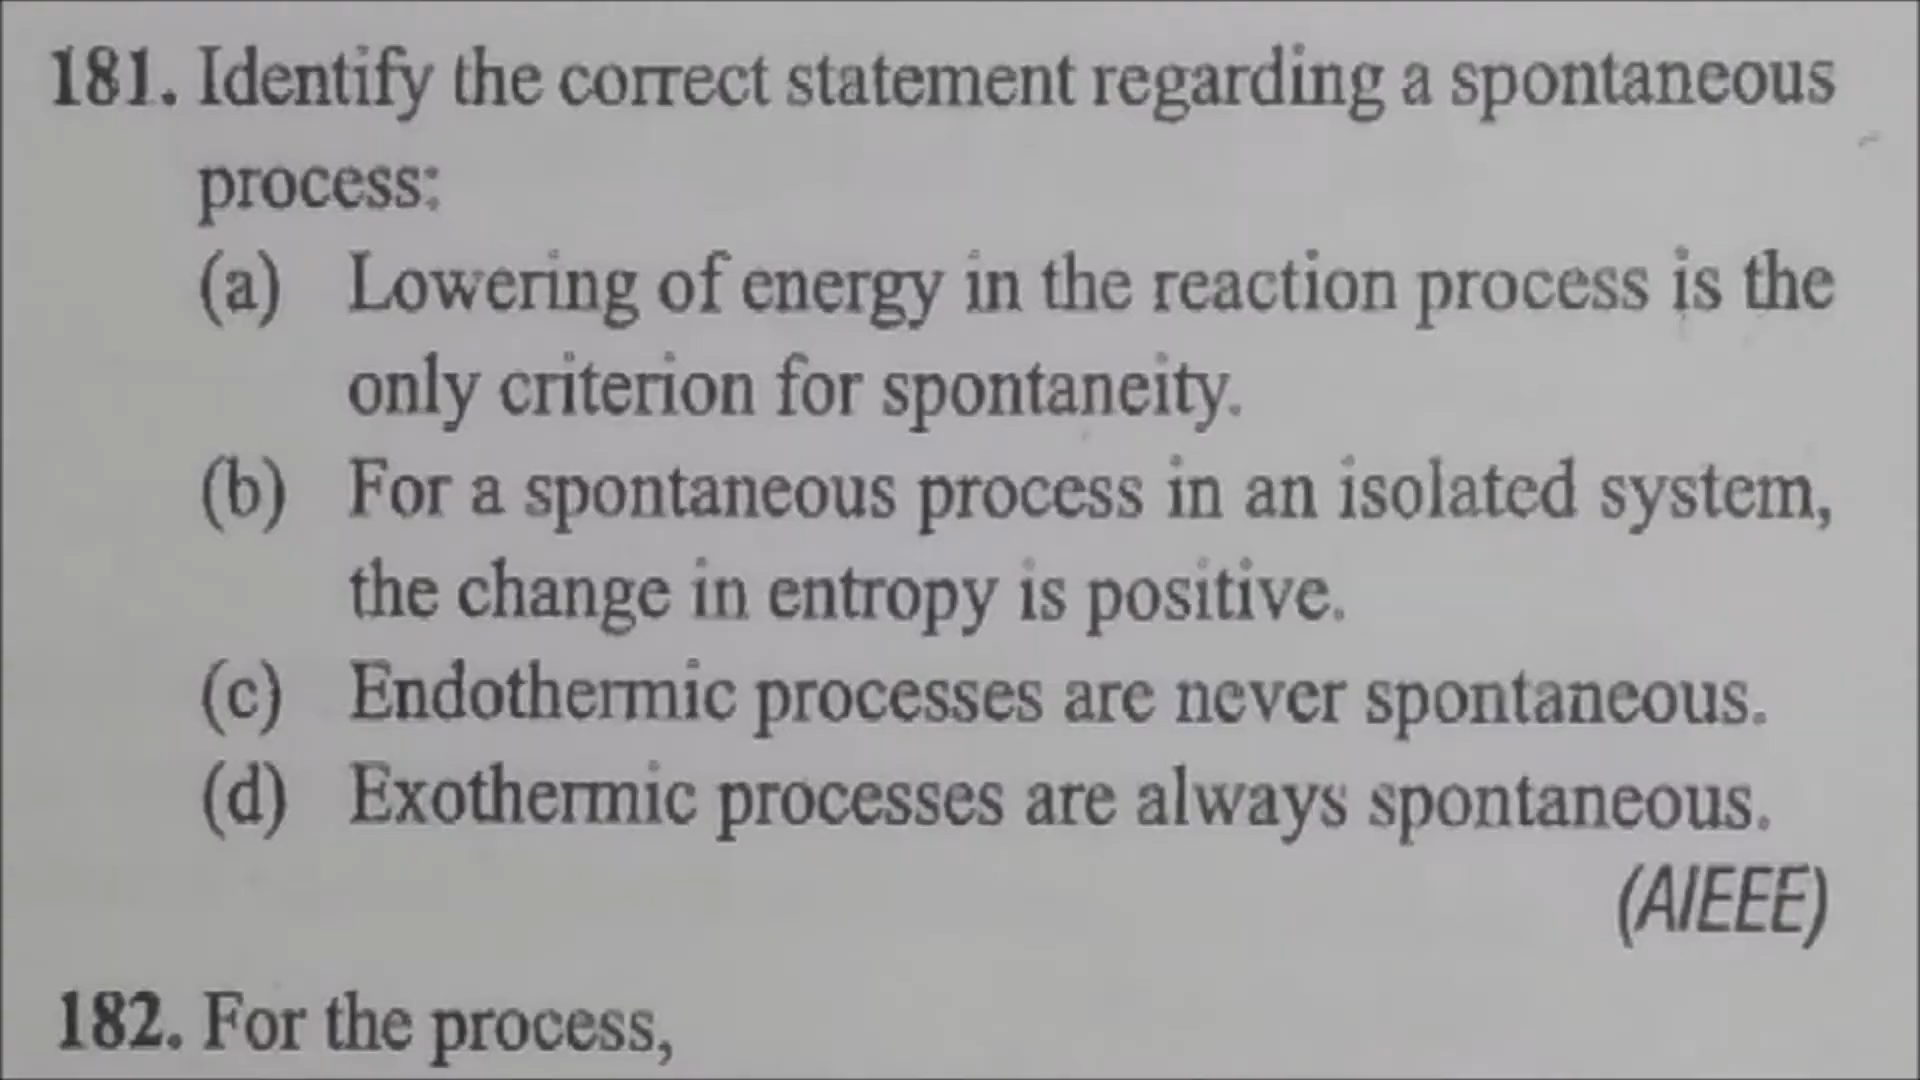 181. Identify the correct statement regarding a spontaneous
process:
(a) Lowering of energy in the reaction process is the
only criterion for spontaneity.
(b) For a spontaneous process in an isolated system,
the change in entropy is positive.
(c) Endothermic processes are never spontaneous.
(d) Exothermic processes are always spontaneous.
(AIEEE)
182. For the process,